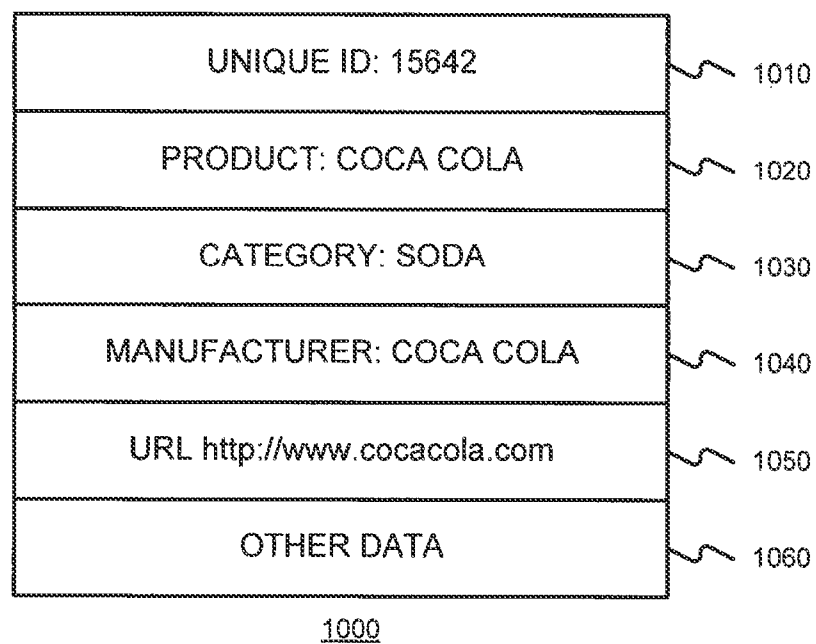 UNIQUE ID: 15642 1010
PRODUCT: COCA COLA 1020
CATEGORY: SODA 1030
MANUFACTURER: COCA COLA 1040
URL http://www.cocacola.com 1050
OTHER DATA 1060
1000